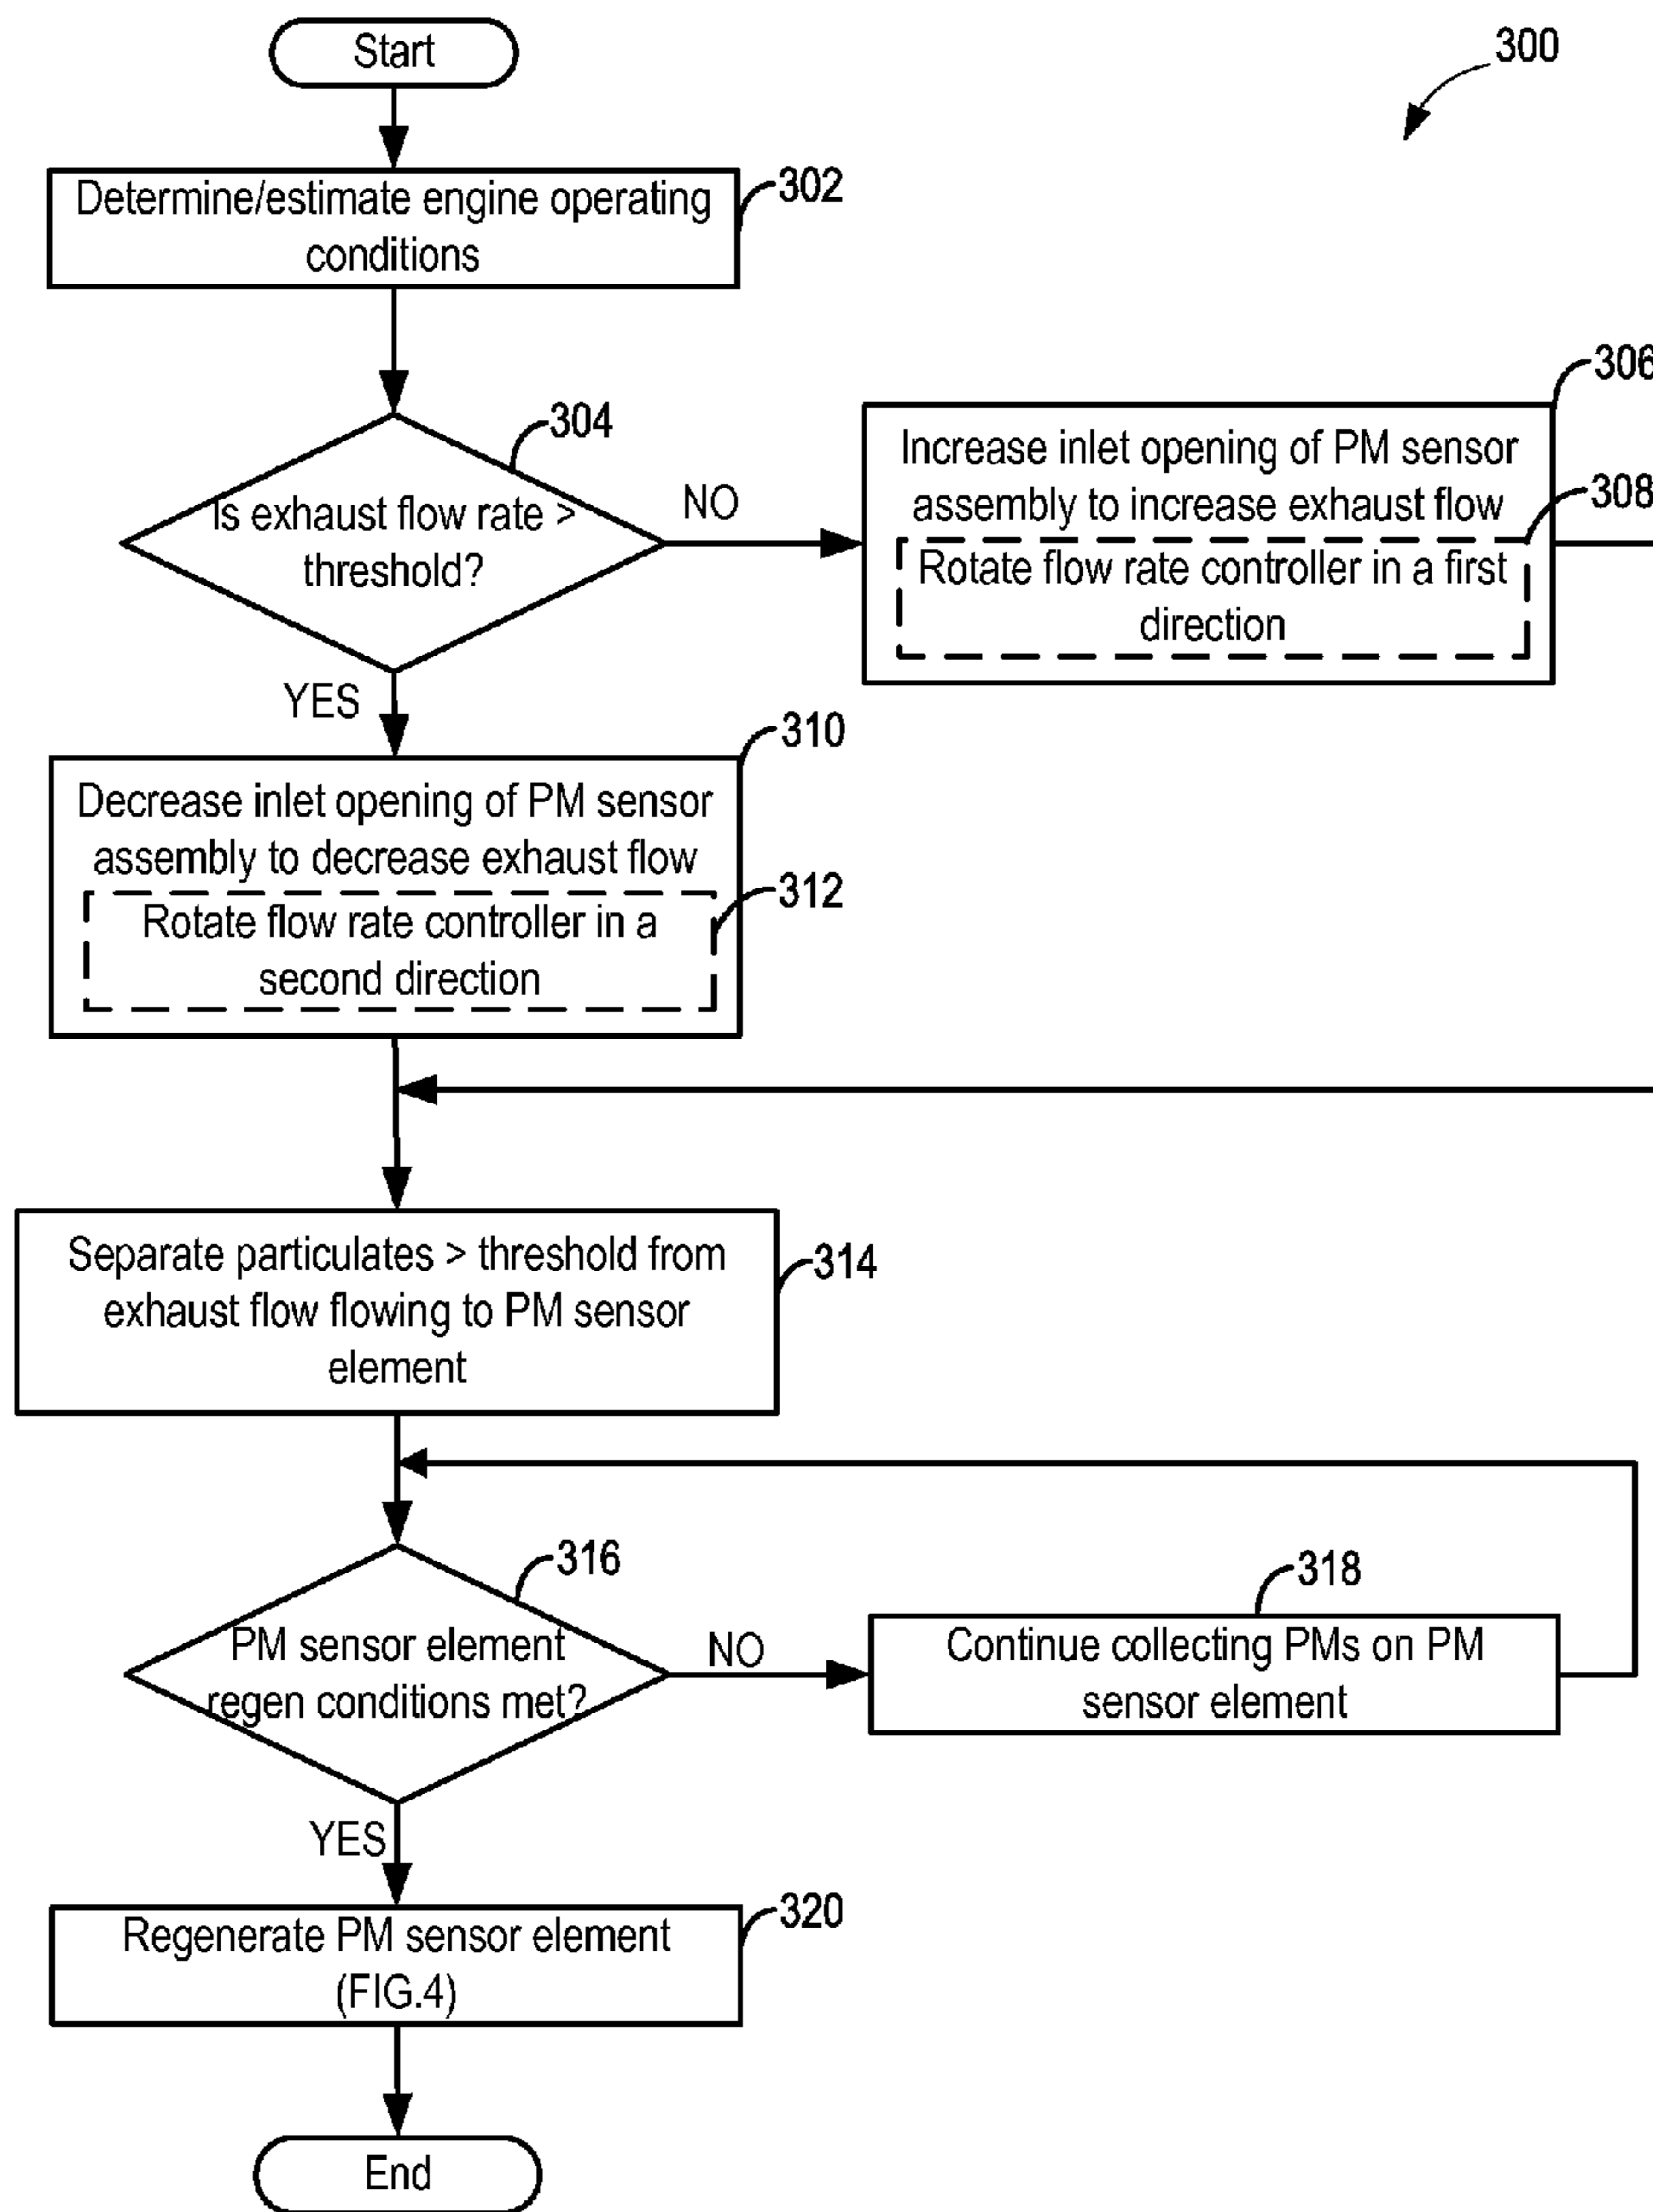 Start
300
Determine/estimate engine operating
conditions
302
304
Is exhaust flow rate >
threshold?
NO
306
Increase inlet opening of PM sensor
assembly to increase exhaust flow
308
Rotate flow rate controller in a first
direction
YES
310
Decrease inlet opening of PM sensor
assembly to decrease exhaust flow
312
Rotate flow rate controller in a
second direction
Separate particulates > threshold from
exhaust flow flowing to PM sensor
element
314
316
PM sensor element
regen conditions met?
NO
318
Continue collecting PMs on PM
sensor element
YES
320
Regenerate PM sensor element
(FIG.4)
End